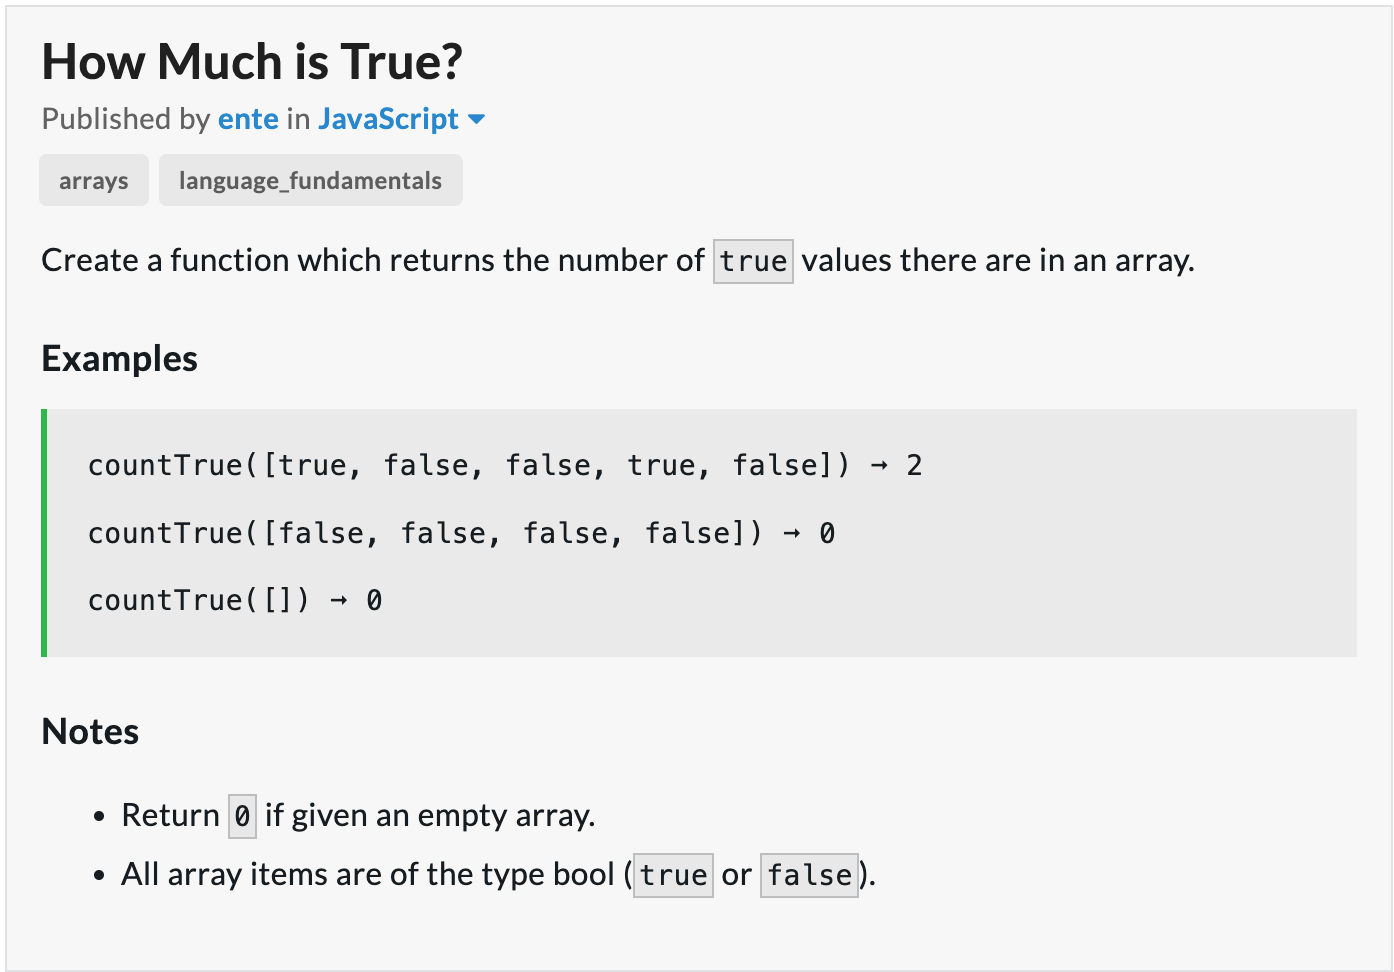 How Much is True?
Published by ente in JavaScript
arrays language_fundamentals
Create a function which returns the number of true values there are in an array.
Examples
countTrue([true, false, false, true, false]) → 2
countTrue([false, false, false, false]) → 0
countTrue([]) → 0
Notes
• Return 0 if given an empty array.
• All array items are of the type bool (true or false).